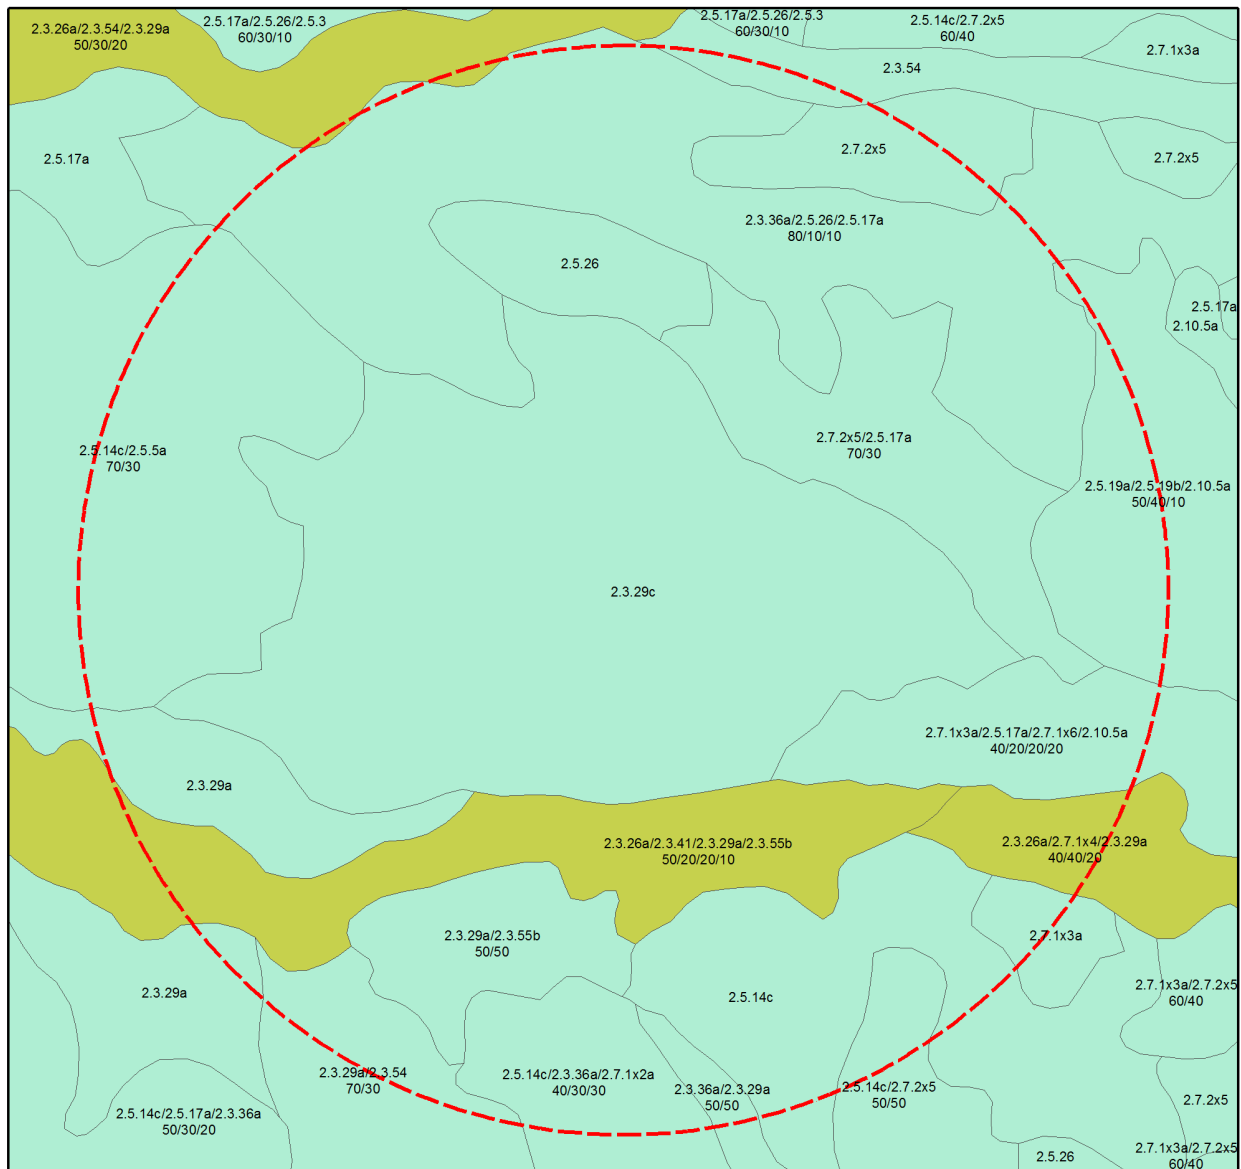 2.3.26a/2.3.54/2.3.29a
50/30/20
2.5.17a/2.5.26/2.5.3
60/30/10
2.5.17a/2.5.26/2.5.3
60/30/10
2.5.14c/2.7.2x5
60/40
2.7.1x3a
2.3.54
2.5.17a
2.7.2x5
2.7.2x5
2.3.36a/2.5.26/2.5.17a
80/10/10
2.5.26
2.5.17a
2.10.5a
2.5.14c/2.5.5a
70/30
2.7.2x5/2.5.17a
70/30
2.5.19a/2.5.19b/2.10.5a
50/40/10
2.3.29c
2.7.1x3a/2.5.17a/2.7.1x6/2.10.5a
40/20/20/20
2.3.29a
2.3.26a/2.3.41/2.3.29a/2.3.55b
50/20/20/10
2.3.26a/2.7.1x4/2.3.29a
40/40/20
2.3.29a/2.3.55b
50/50
2.7.1x3a
2.3.29a
2.5.14c
2.7.1x3a/2.7.2x5
60/40
2.3.29a/2.3.54
70/30
2.5.14c/2.3.36a/2.7.1x2a
40/30/30
2.3.36a/2.3.29a
50/50
2.5.14c/2.7.2x5
50/50
2.7.2x5
2.5.14c/2.5.17a/2.3.36a
50/30/20
2.5.26
2.7.1x3a/2.7.2x5
60/40